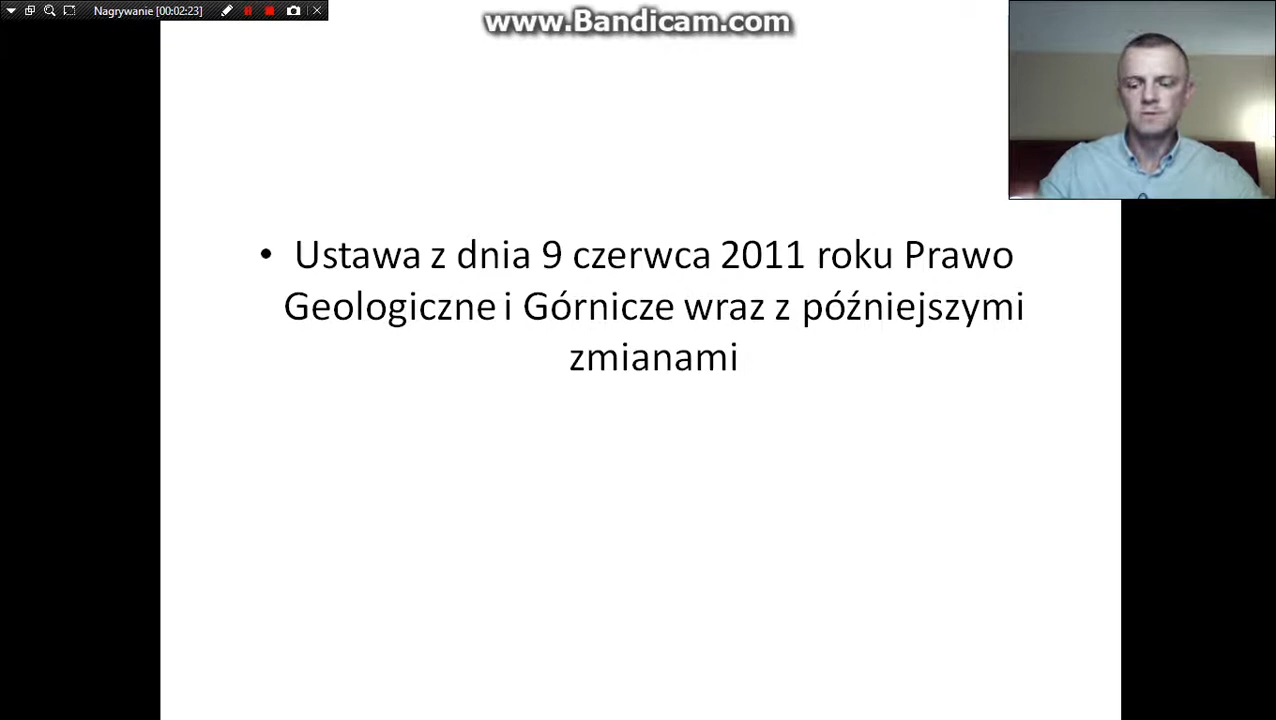 Nagrywanie [00:02:23]
www.Bandicam.com
• Ustawa z dnia 9 czerwca 2011 roku Prawo
Geologiczne i Górnicze wraz z późniejszymi
zmianami